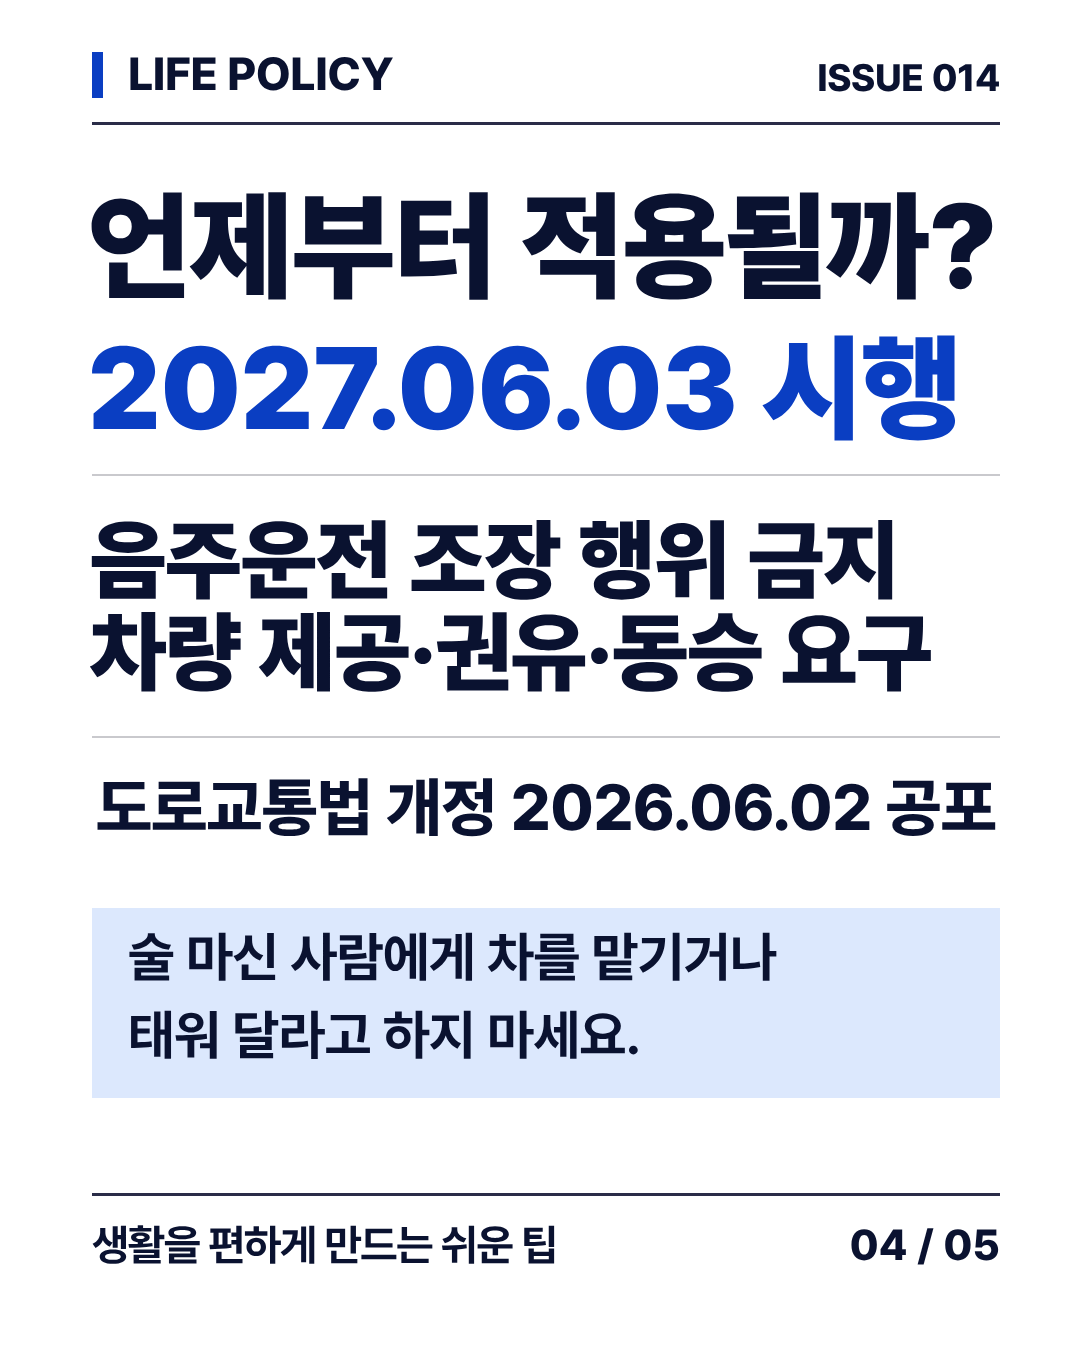 LIFE POLICY
ISSUE 014
언제부터 적용될까?
2027.06.03 시행
음주운전 조장 행위 금지
차량 제공·권유·동승 요구
도로교통법 개정 2026.06.02 공포
술 마신 사람에게 차를 맡기거나
태워 달라고 하지 마세요.
생활을 편하게 만드는 쉬운 팁
04 / 05